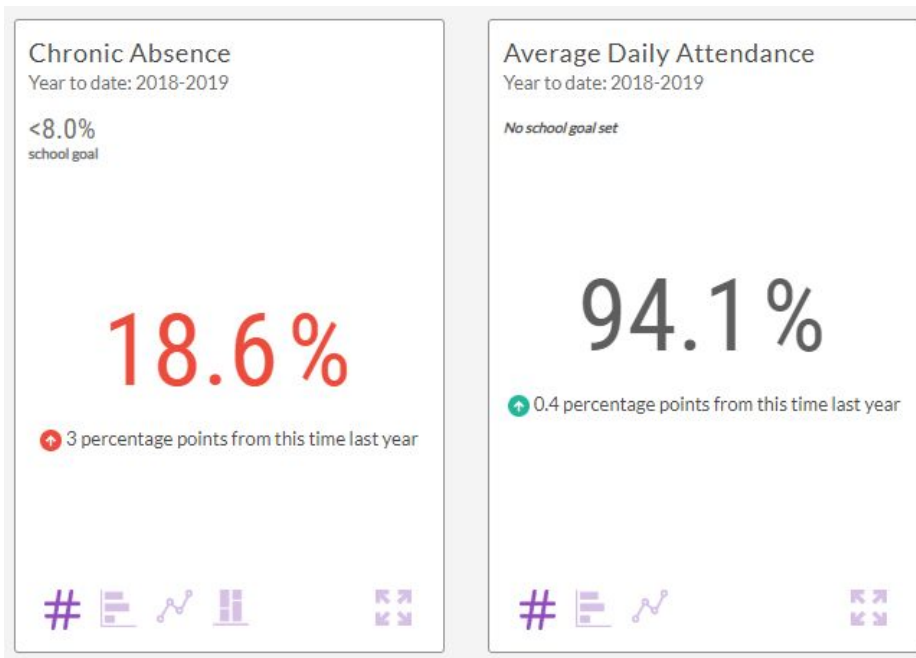 Chronic Absence
Year to date: 2018-2019
<8.0%
school goal
18.6%
3 percentage points from this time last year
#
Average Daily Attendance
Year to date: 2018-2019
No school goal set
94.1%
0.4 percentage points from this time last year
#